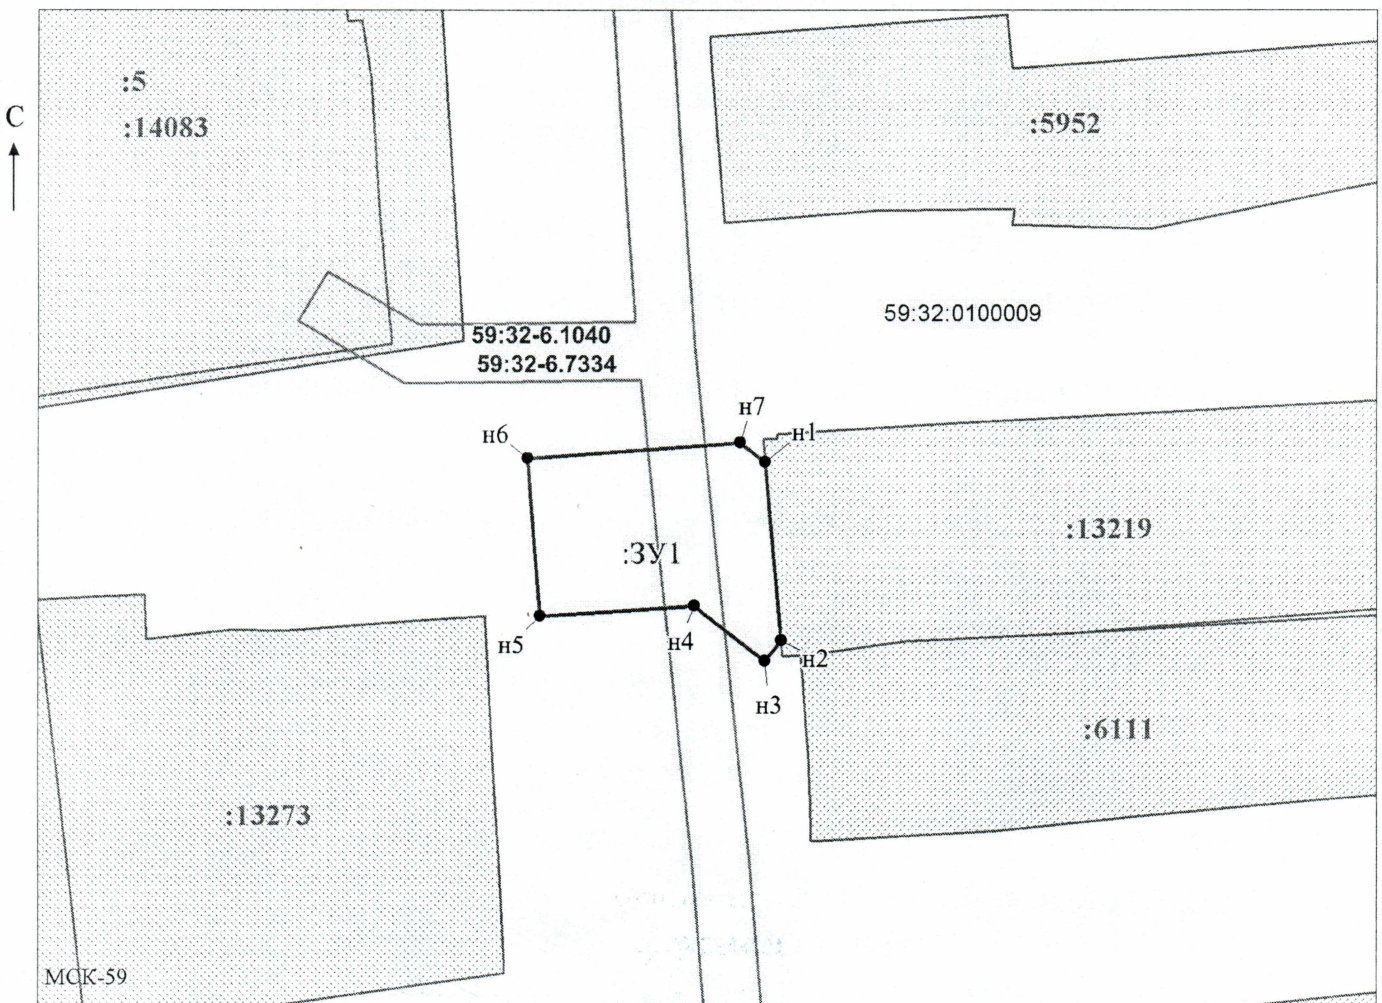 :5
:14083
С
:5952
59:32:0100009
59:32-6.1040
59:32-6.7334
н7
н6
н1
:13219
:ЗУ1
н5
н4
н2
н3
:6111
:13273
МСК-59